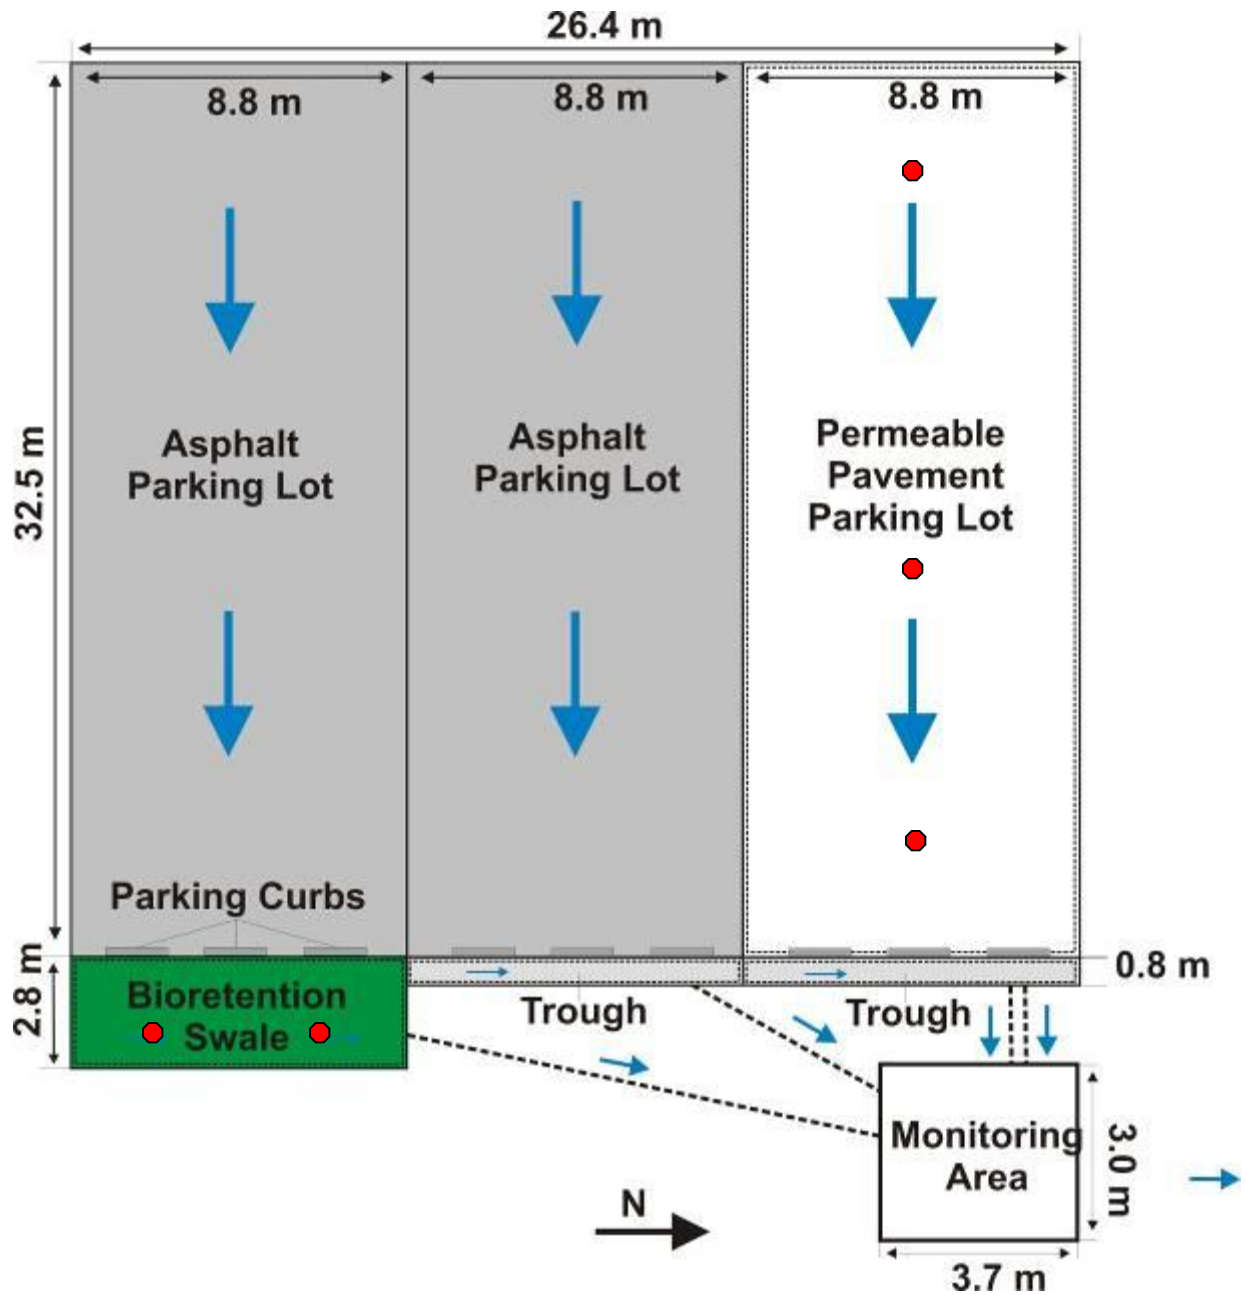 26.4 m
8.8 m
8.8 m
8.8 m
32.5 m
Asphalt
Parking Lot
Asphalt
Parking Lot
Permeable
Pavement
Parking Lot
Parking Curbs
2.8 m
Bioretention
Swale
Trough
Trough
0.8 m
Monitoring
Area
3.0 m
N
3.7 m